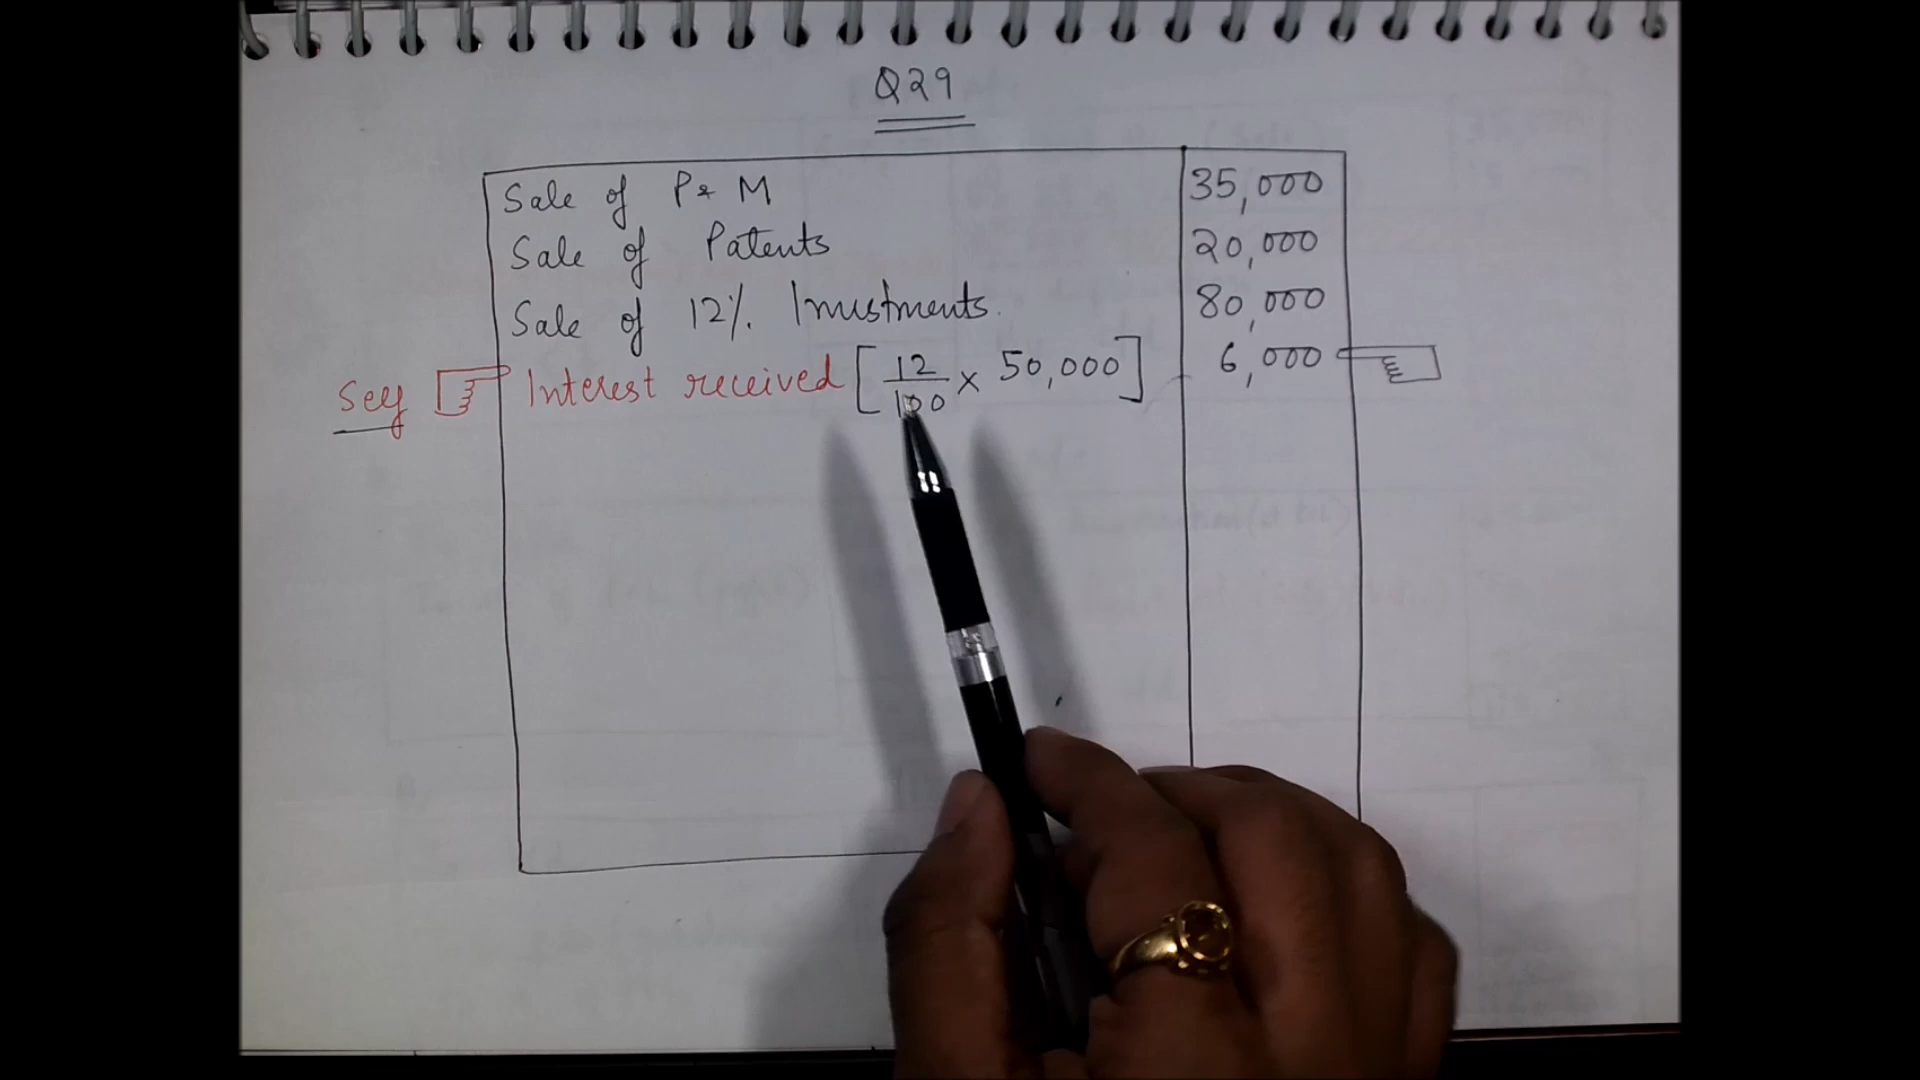 Q29
Sale of P & M 35,000
Sale of Patents 20,000
Sale of 12% Investments. 80,000
Self Interest received [12/100 x 50,000] 6,000